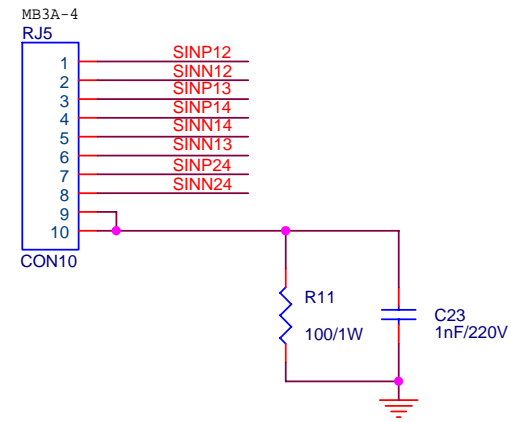 MB3A-4
RJ5
1 SINP12
2 SINN12
3 SINP13
4 SINP14
5 SINN14
6 SINN13
7 SINP24
8 SINN24
9
10
CON10
R11
100/1W
C23
1nF/220V